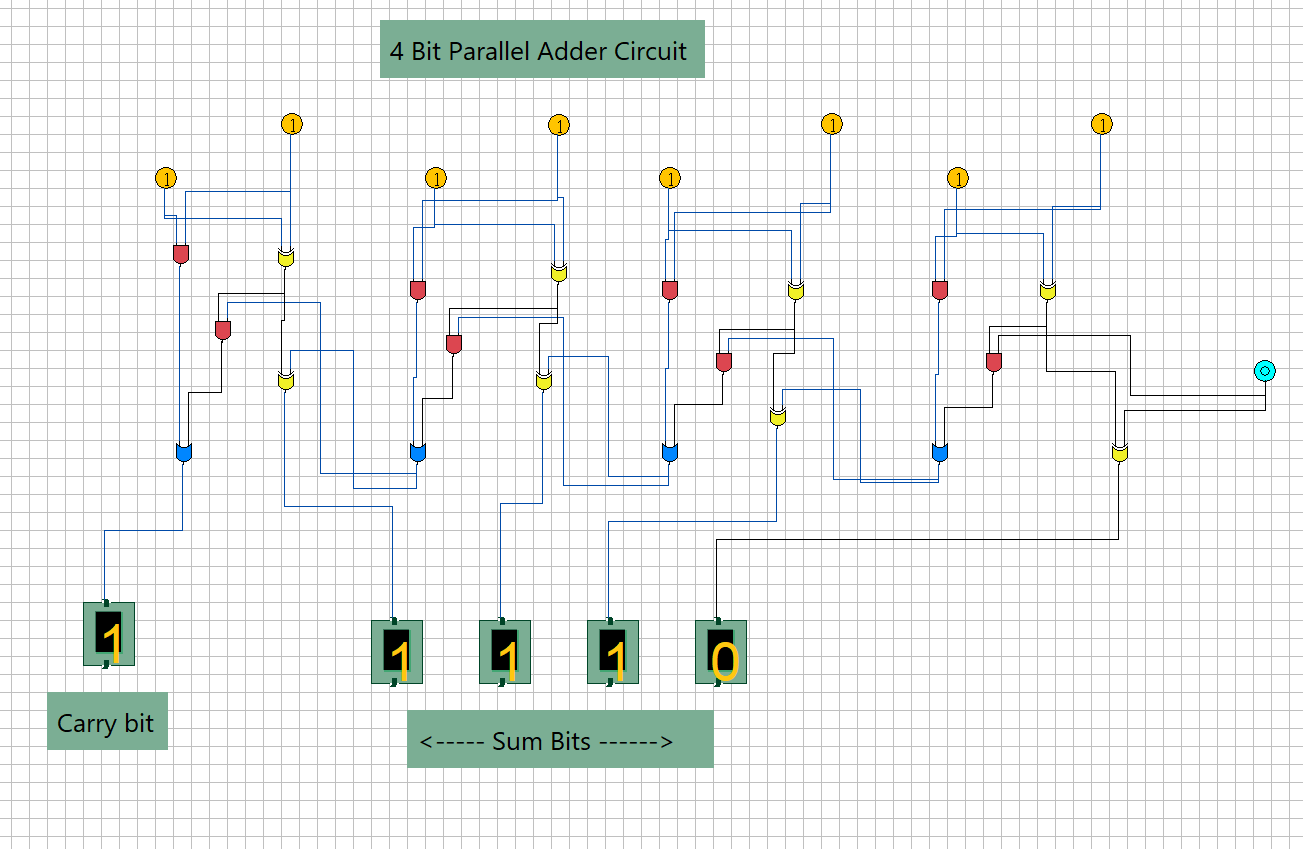 4 Bit Parallel Adder Circuit
1 1 1 1
1 1 1 1
0
1
1 1 1 0
Carry bit
<----- Sum Bits ------>